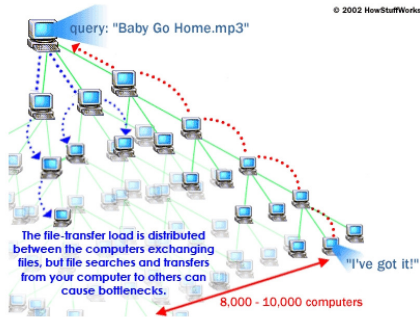 © 2002 HowStuffWorks
query: "Baby Go Home.mp3"
The file-transfer load is distributed
between the computers exchanging
files, but file searches and transfers
from your computer to others can
cause bottlenecks.
"I've got it!"
8,000 - 10,000 computers